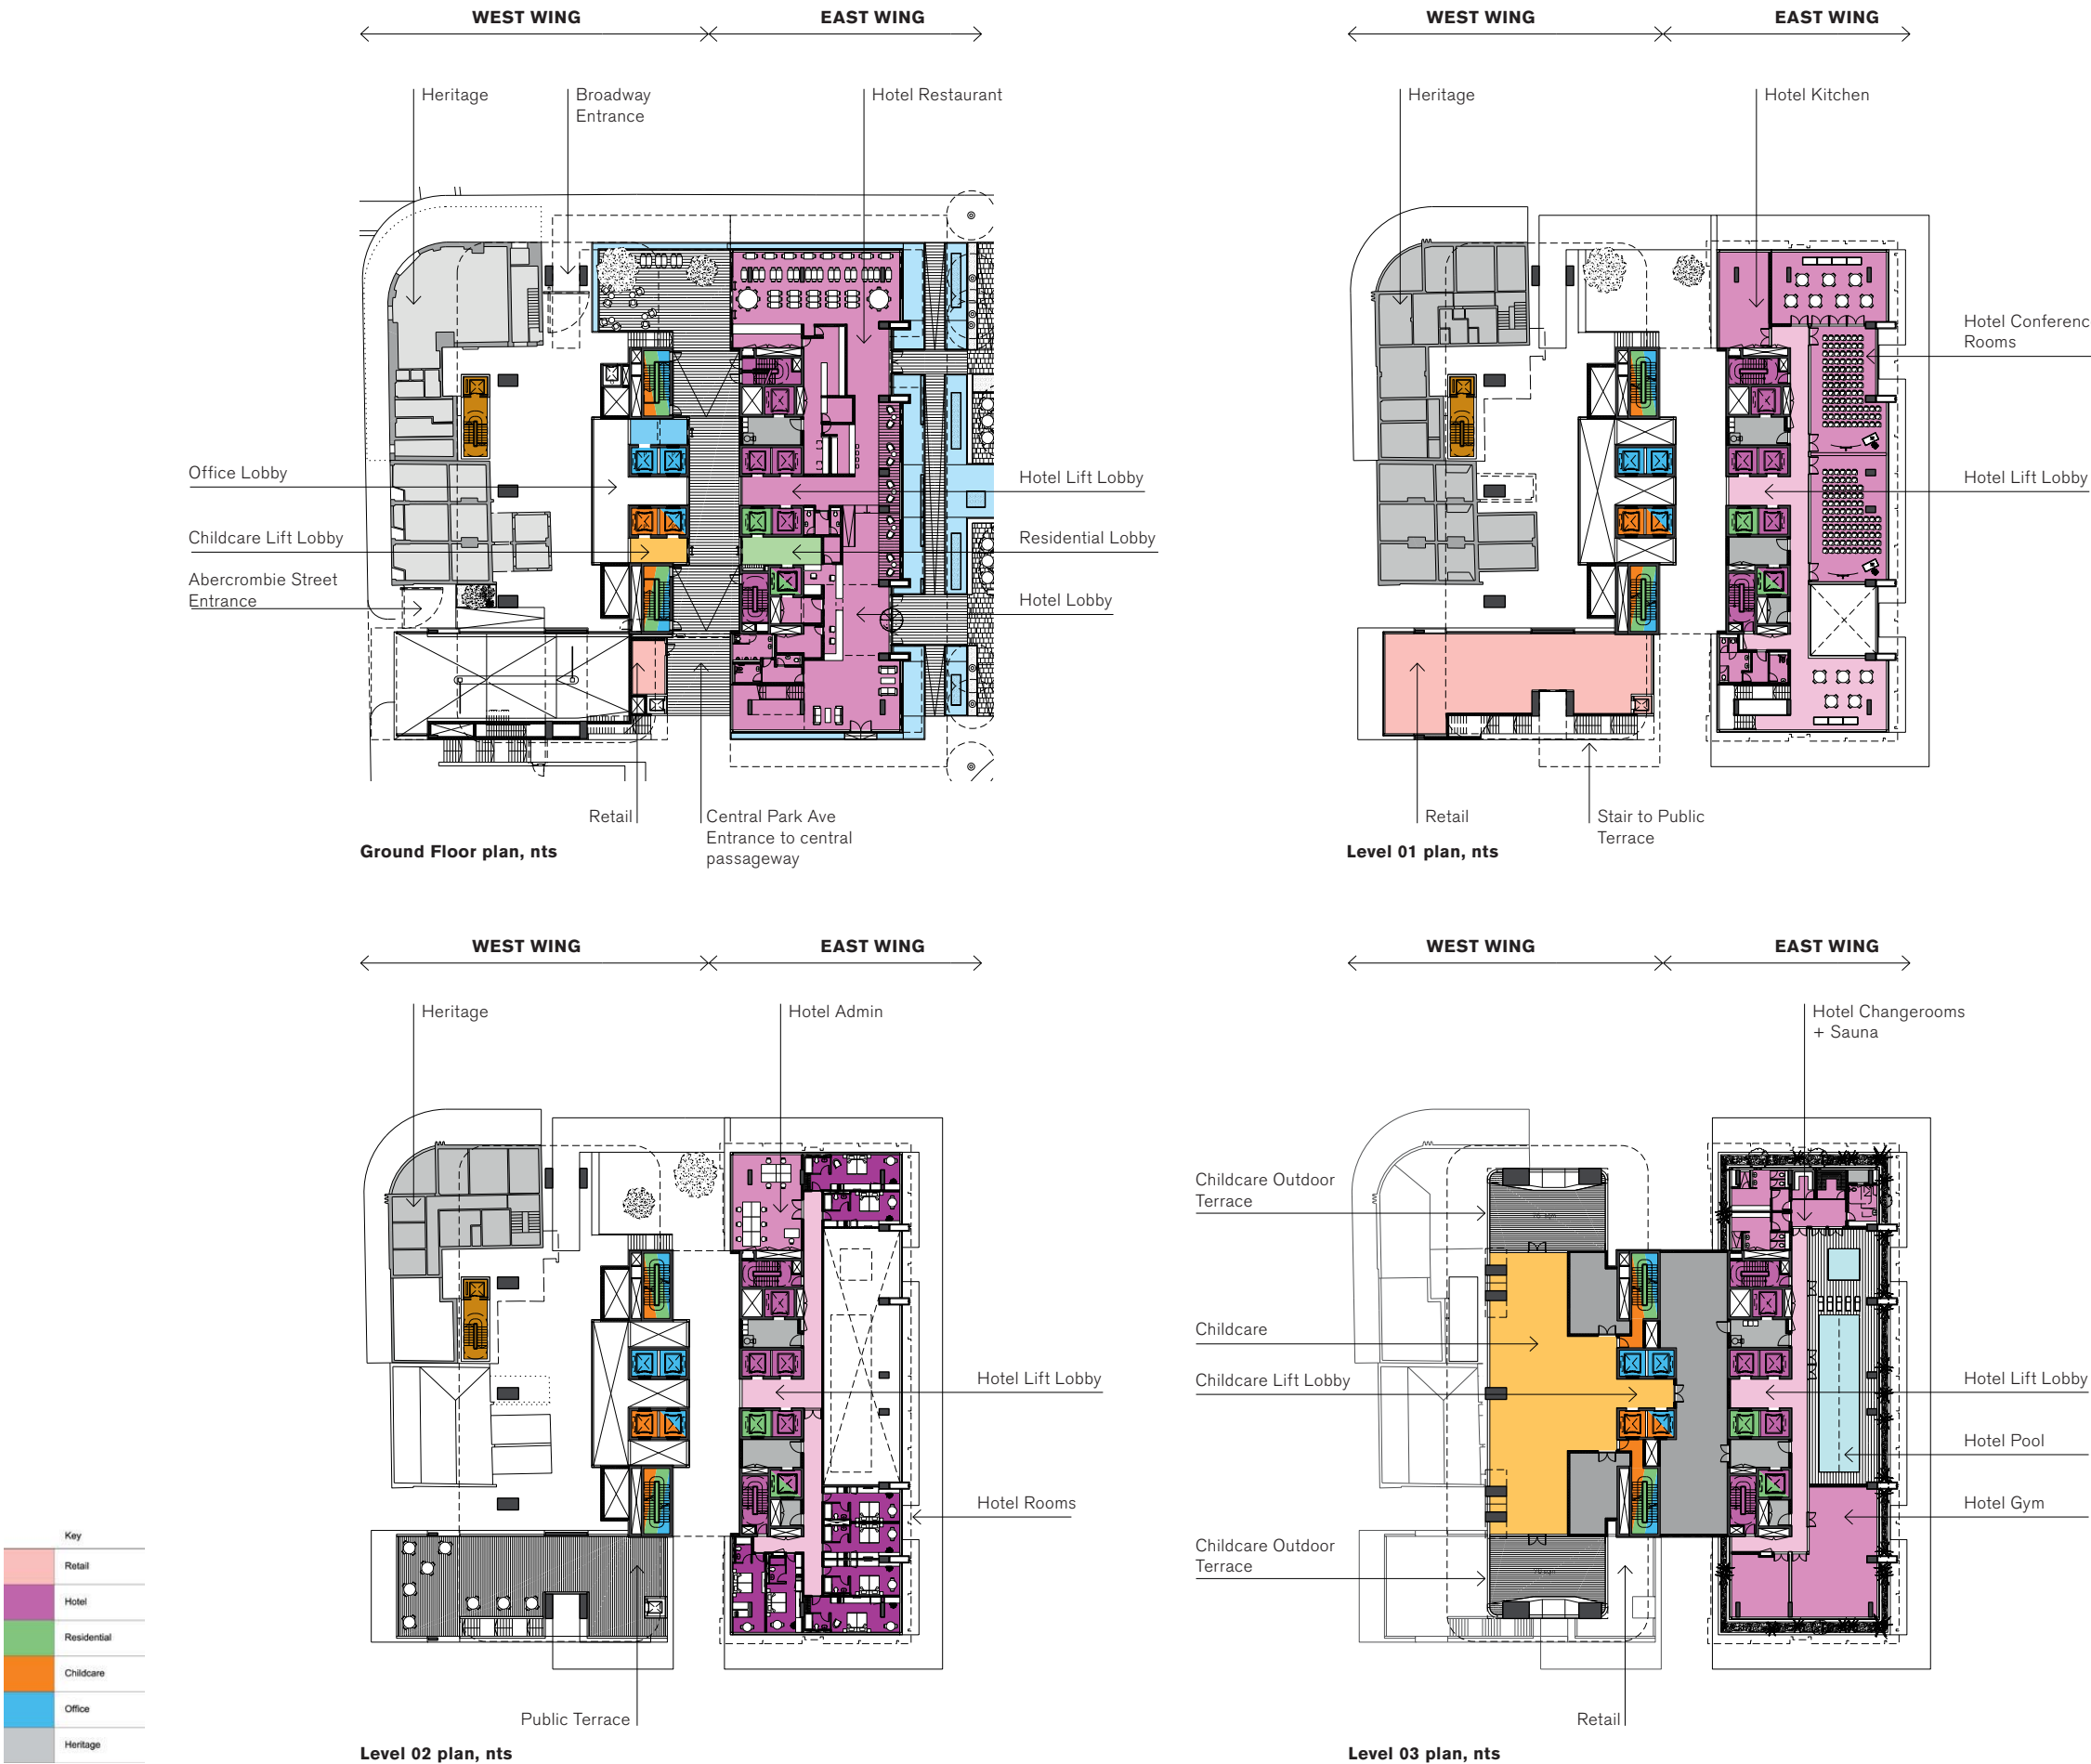 WEST WING
EAST WING
Heritage
Broadway
Entrance
Hotel Restaurant
Office Lobby
Childcare Lift Lobby
Abercrombie Street
Entrance
Hotel Lift Lobby
Residential Lobby
Hotel Lobby
Retail
Central Park Ave
Entrance to central
passageway
Ground Floor plan, nts
WEST WING
EAST WING
Heritage
Hotel Kitchen
Hotel Conferenc
Rooms
Hotel Lift Lobby
Retail
Stair to Public
Terrace
Level 01 plan, nts
WEST WING
EAST WING
Heritage
Hotel Admin
Hotel Lift Lobby
Hotel Rooms
Public Terrace
Level 02 plan, nts
WEST WING
EAST WING
Hotel Changerooms
+ Sauna
Childcare Outdoor
Terrace
Childcare
Childcare Lift Lobby
Childcare Outdoor
Terrace
Hotel Lift Lobby
Hotel Pool
Hotel Gym
Retail
Level 03 plan, nts
Key
Retail
Hotel
Residential
Childcare
Office
Heritage